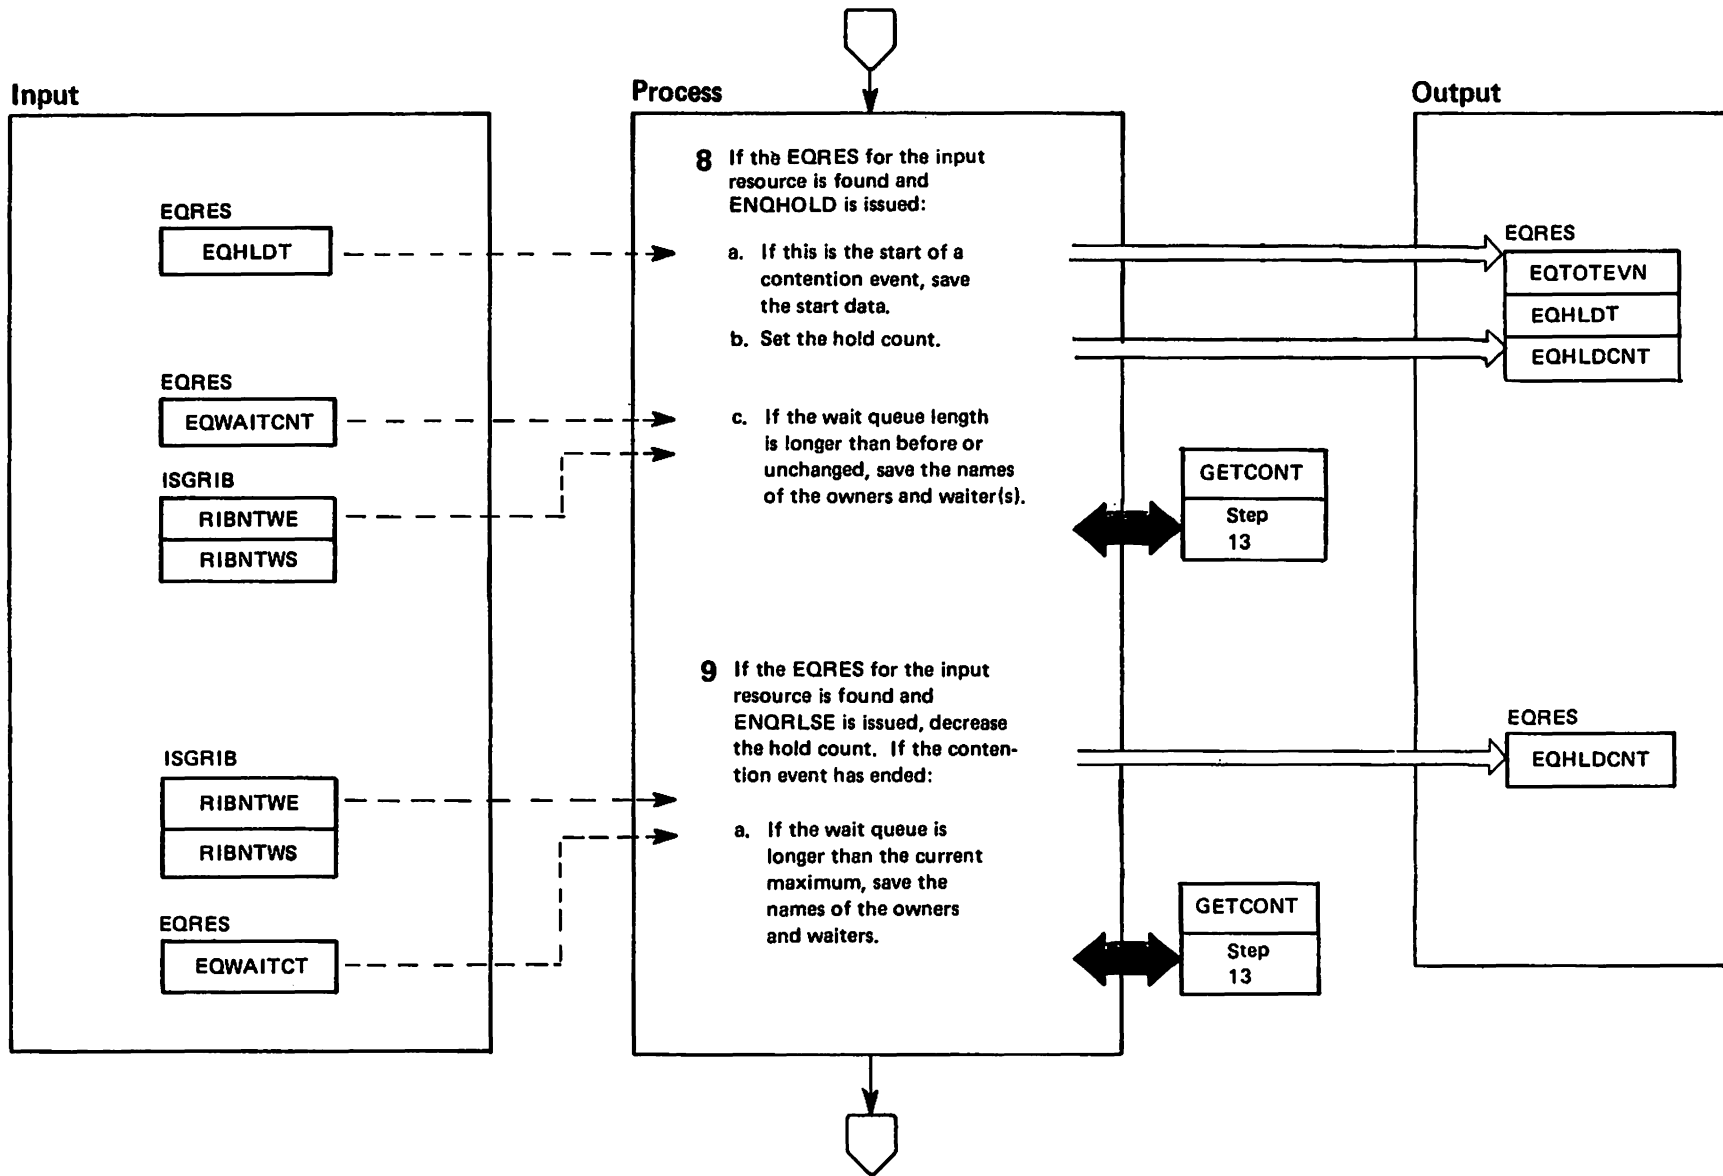 Input
EQRES
EQHLDT
EQRES
EQWAITCNT
ISGRIB
RIBNTWE
RIBNTWS
ISGRIB
RIBNTWE
RIBNTWS
EQRES
EQWAITCT
Process
8 If the EQRES for the input
resource is found and
ENQHOLD is issued:
a. If this is the start of a
contention event, save
the start data.
b. Set the hold count.
c. If the wait queue length
is longer than before or
unchanged, save the names
of the owners and waiter(s).
GETCONT
Step
13
9 If the EQRES for the input
resource is found and
ENQRLSE is issued, decrease
the hold count. If the conten-
tion event has ended:
a. If the wait queue is
longer than the current
maximum, save the
names of the owners
and waiters.
GETCONT
Step
13
Output
EQRES
EQTOTEVN
EQHLDT
EQHLDCNT
EQRES
EQHLDCNT